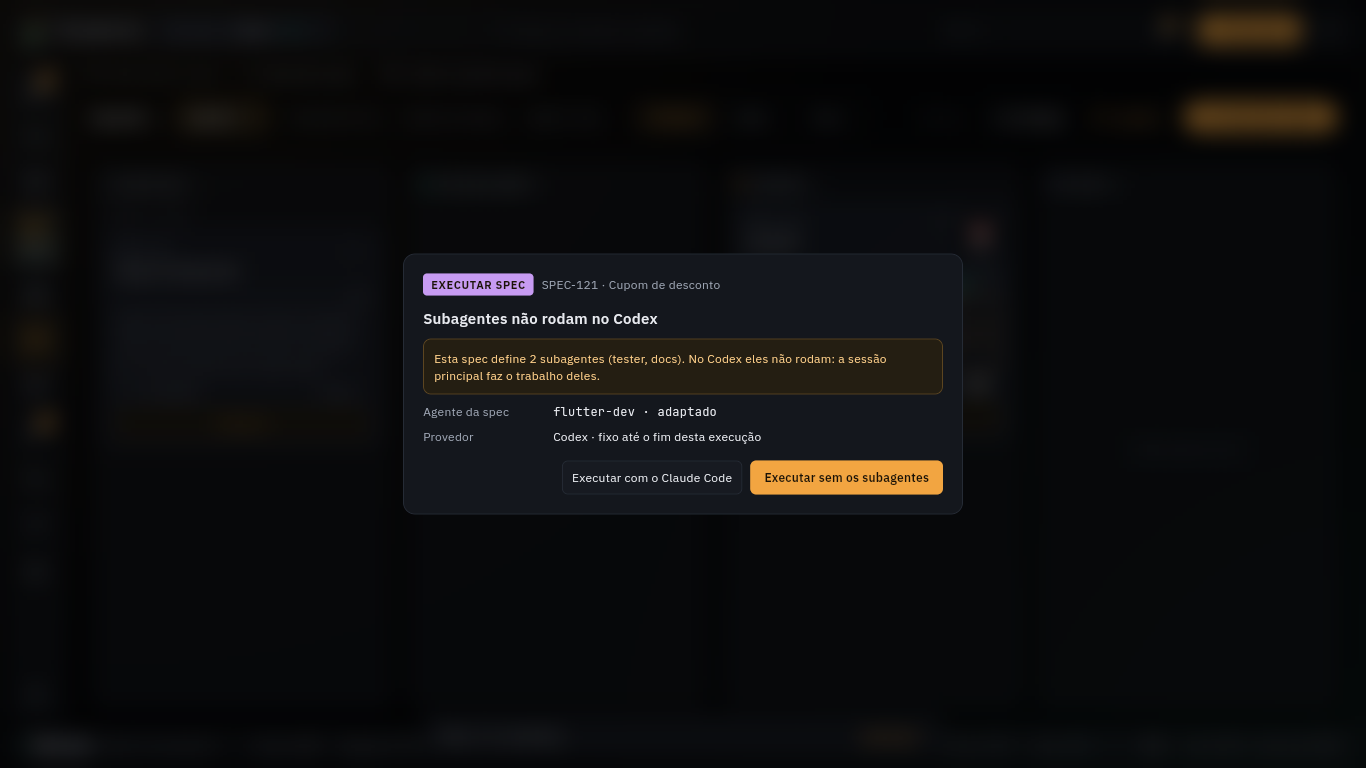 EXECUTAR SPEC SPEC-121 · Cupom de desconto
Subagentes não rodam no Codex
Esta spec define 2 subagentes (tester, docs). No Codex eles não rodam: a sessão
principal faz o trabalho deles.
Agente da spec flutter-dev · adaptado
Provedor Codex · fixo até o fim desta execução
Executar com o Claude Code Executar sem os subagentes